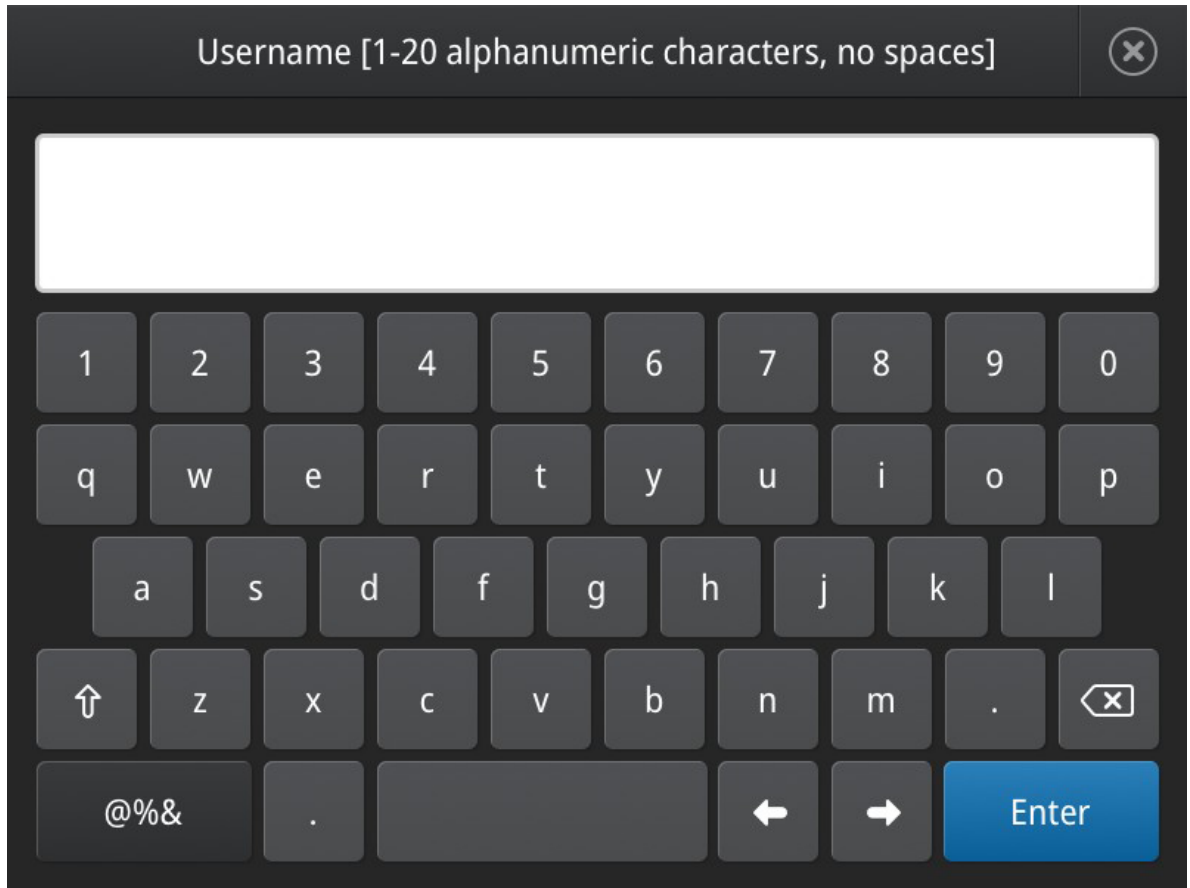 Username [1-20 alphanumeric characters, no spaces]
1 2 3 4 5 6 7 8 9 0
q w e r t y u i o p
a s d f g h j k l
z x c v b n m .
@%& . Enter